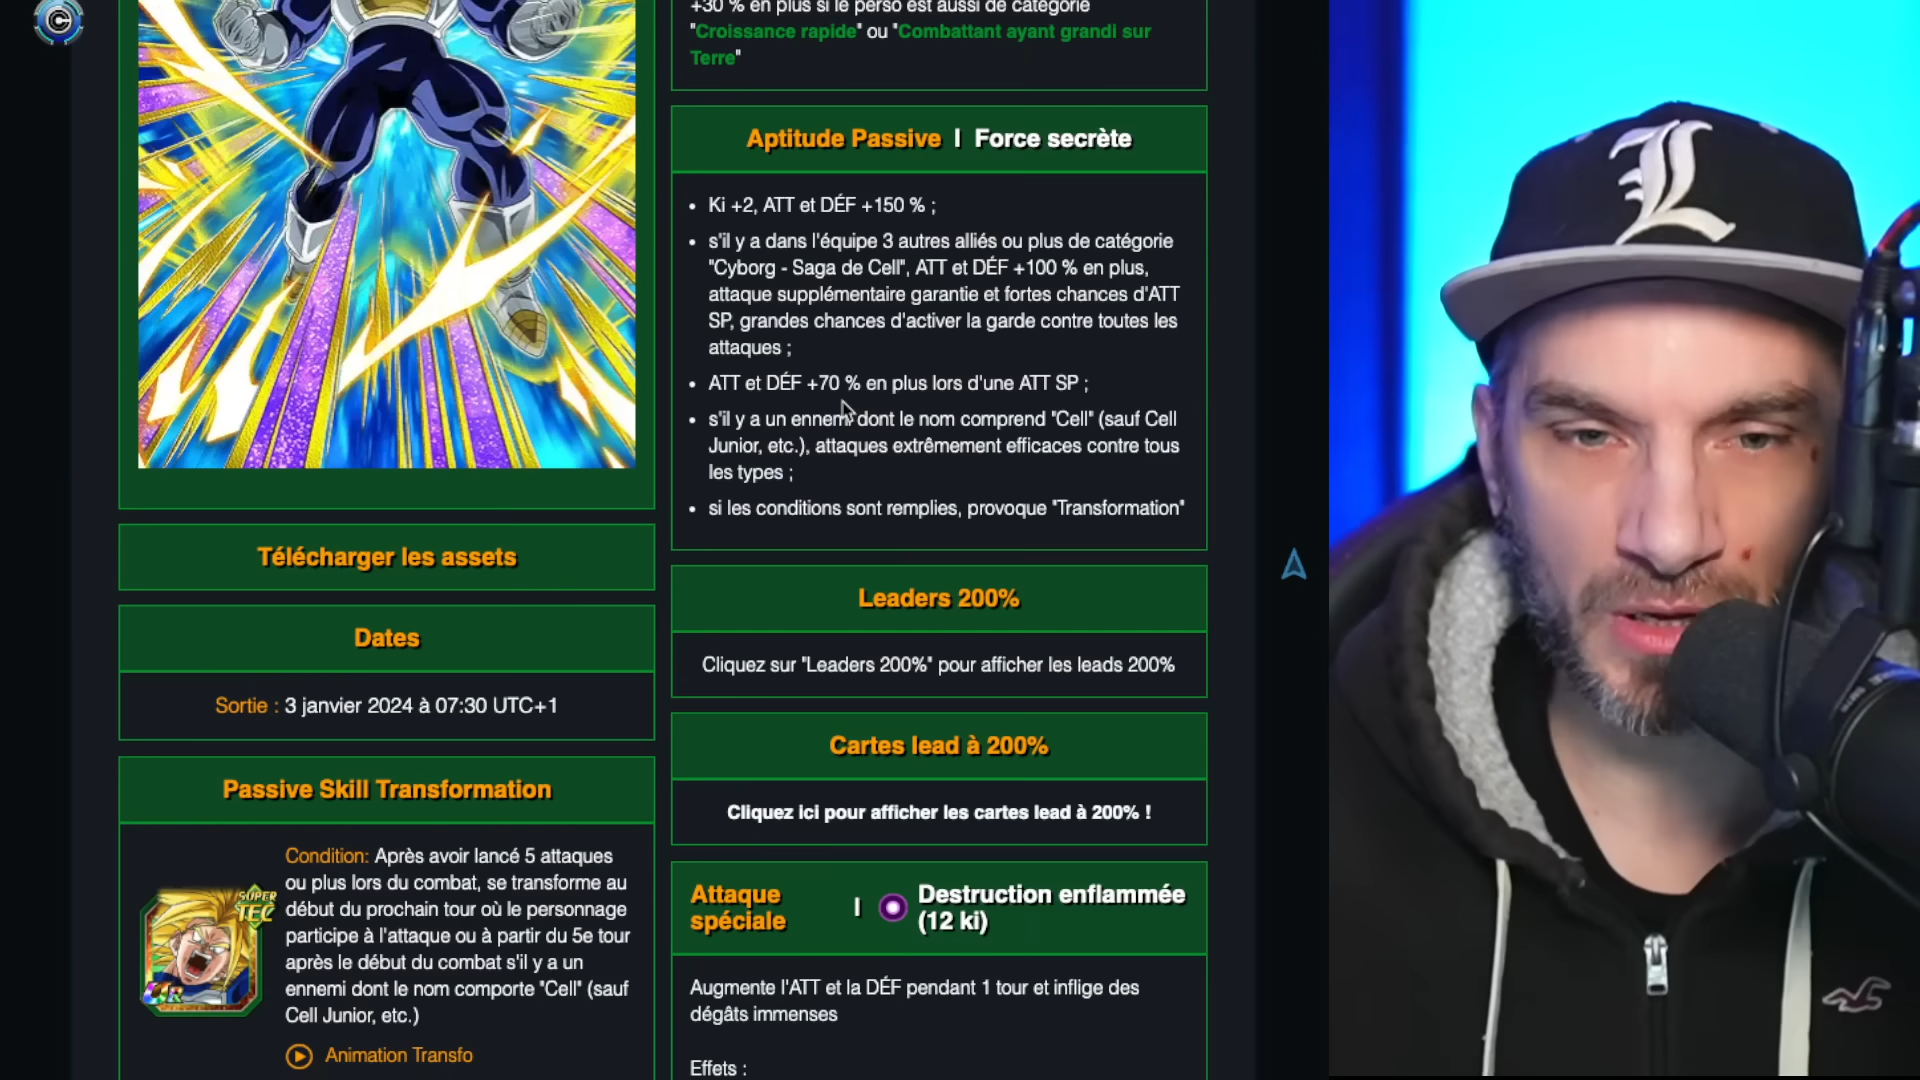 +30 % en plus si le perso est aussi de catégorie
"Croissance rapide" ou "Combattant ayant grandi sur
Terre"
Aptitude Passive | Force secrète
• Ki +2, ATT et DÉF +150 % ;
• s'il y a dans l'équipe 3 autres alliés ou plus de catégorie
"Cyborg - Saga de Cell", ATT et DÉF +100 % en plus,
attaque supplémentaire garantie et fortes chances d'ATT
SP, grandes chances d'activer la garde contre toutes les
attaques ;
• ATT et DÉF +70 % en plus lors d'une ATT SP ;
• s'il y a un ennemi dont le nom comprend "Cell" (sauf Cell
Junior, etc.), attaques extrêmement efficaces contre tous
les types ;
• si les conditions sont remplies, provoque "Transformation"
Télécharger les assets
Leaders 200%
Dates
Cliquez sur "Leaders 200%" pour afficher les leads 200%
Sortie : 3 janvier 2024 à 07:30 UTC+1
Cartes lead à 200%
Passive Skill Transformation
Cliquez ici pour afficher les cartes lead à 200% !
Condition: Après avoir lancé 5 attaques
ou plus lors du combat, se transforme au
début du prochain tour où le personnage
participe à l'attaque ou à partir du 5e tour
après le début du combat s'il y a un
ennemi dont le nom comporte "Cell" (sauf
Cell Junior, etc.)
SUPER
TEC
UR
Animation Transfo
Attaque
spéciale
| Destruction enflammée
(12 ki)
Augmente l'ATT et la DÉF pendant 1 tour et inflige des
dégâts immenses
Effets :
L